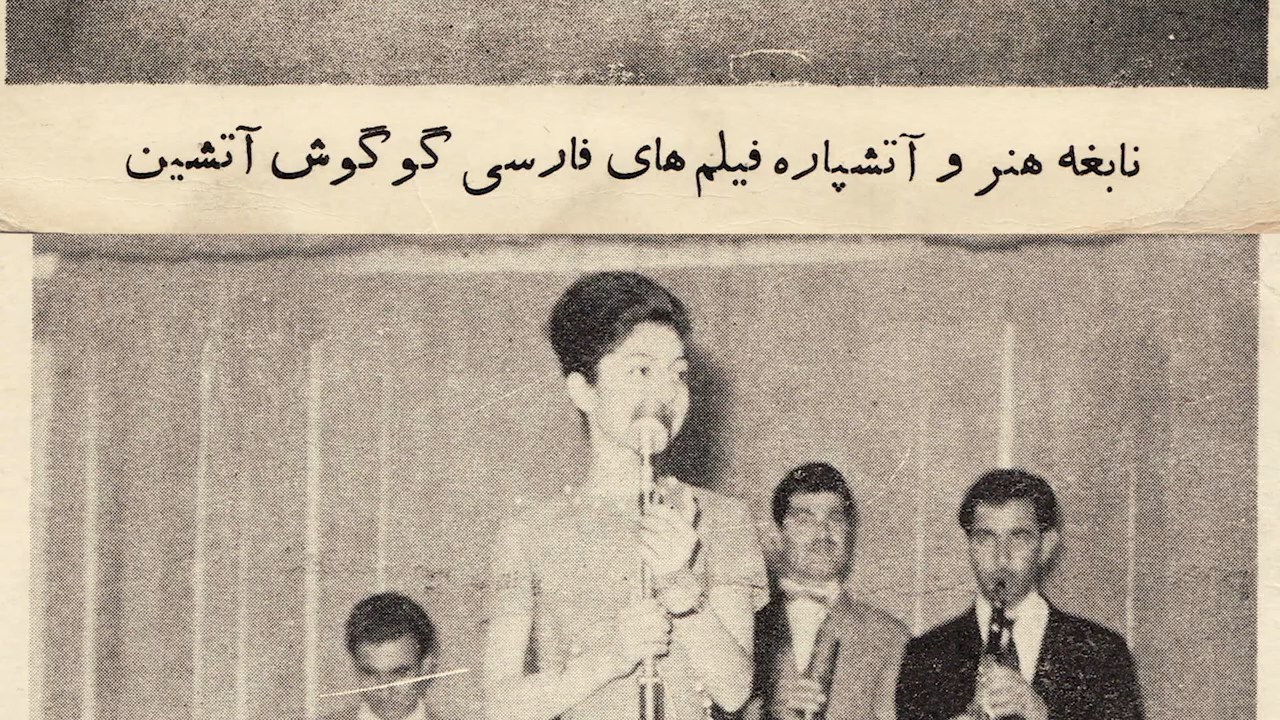 نابغه هنر و آتشپاره فیلم های فارسی گوگوش آتشین